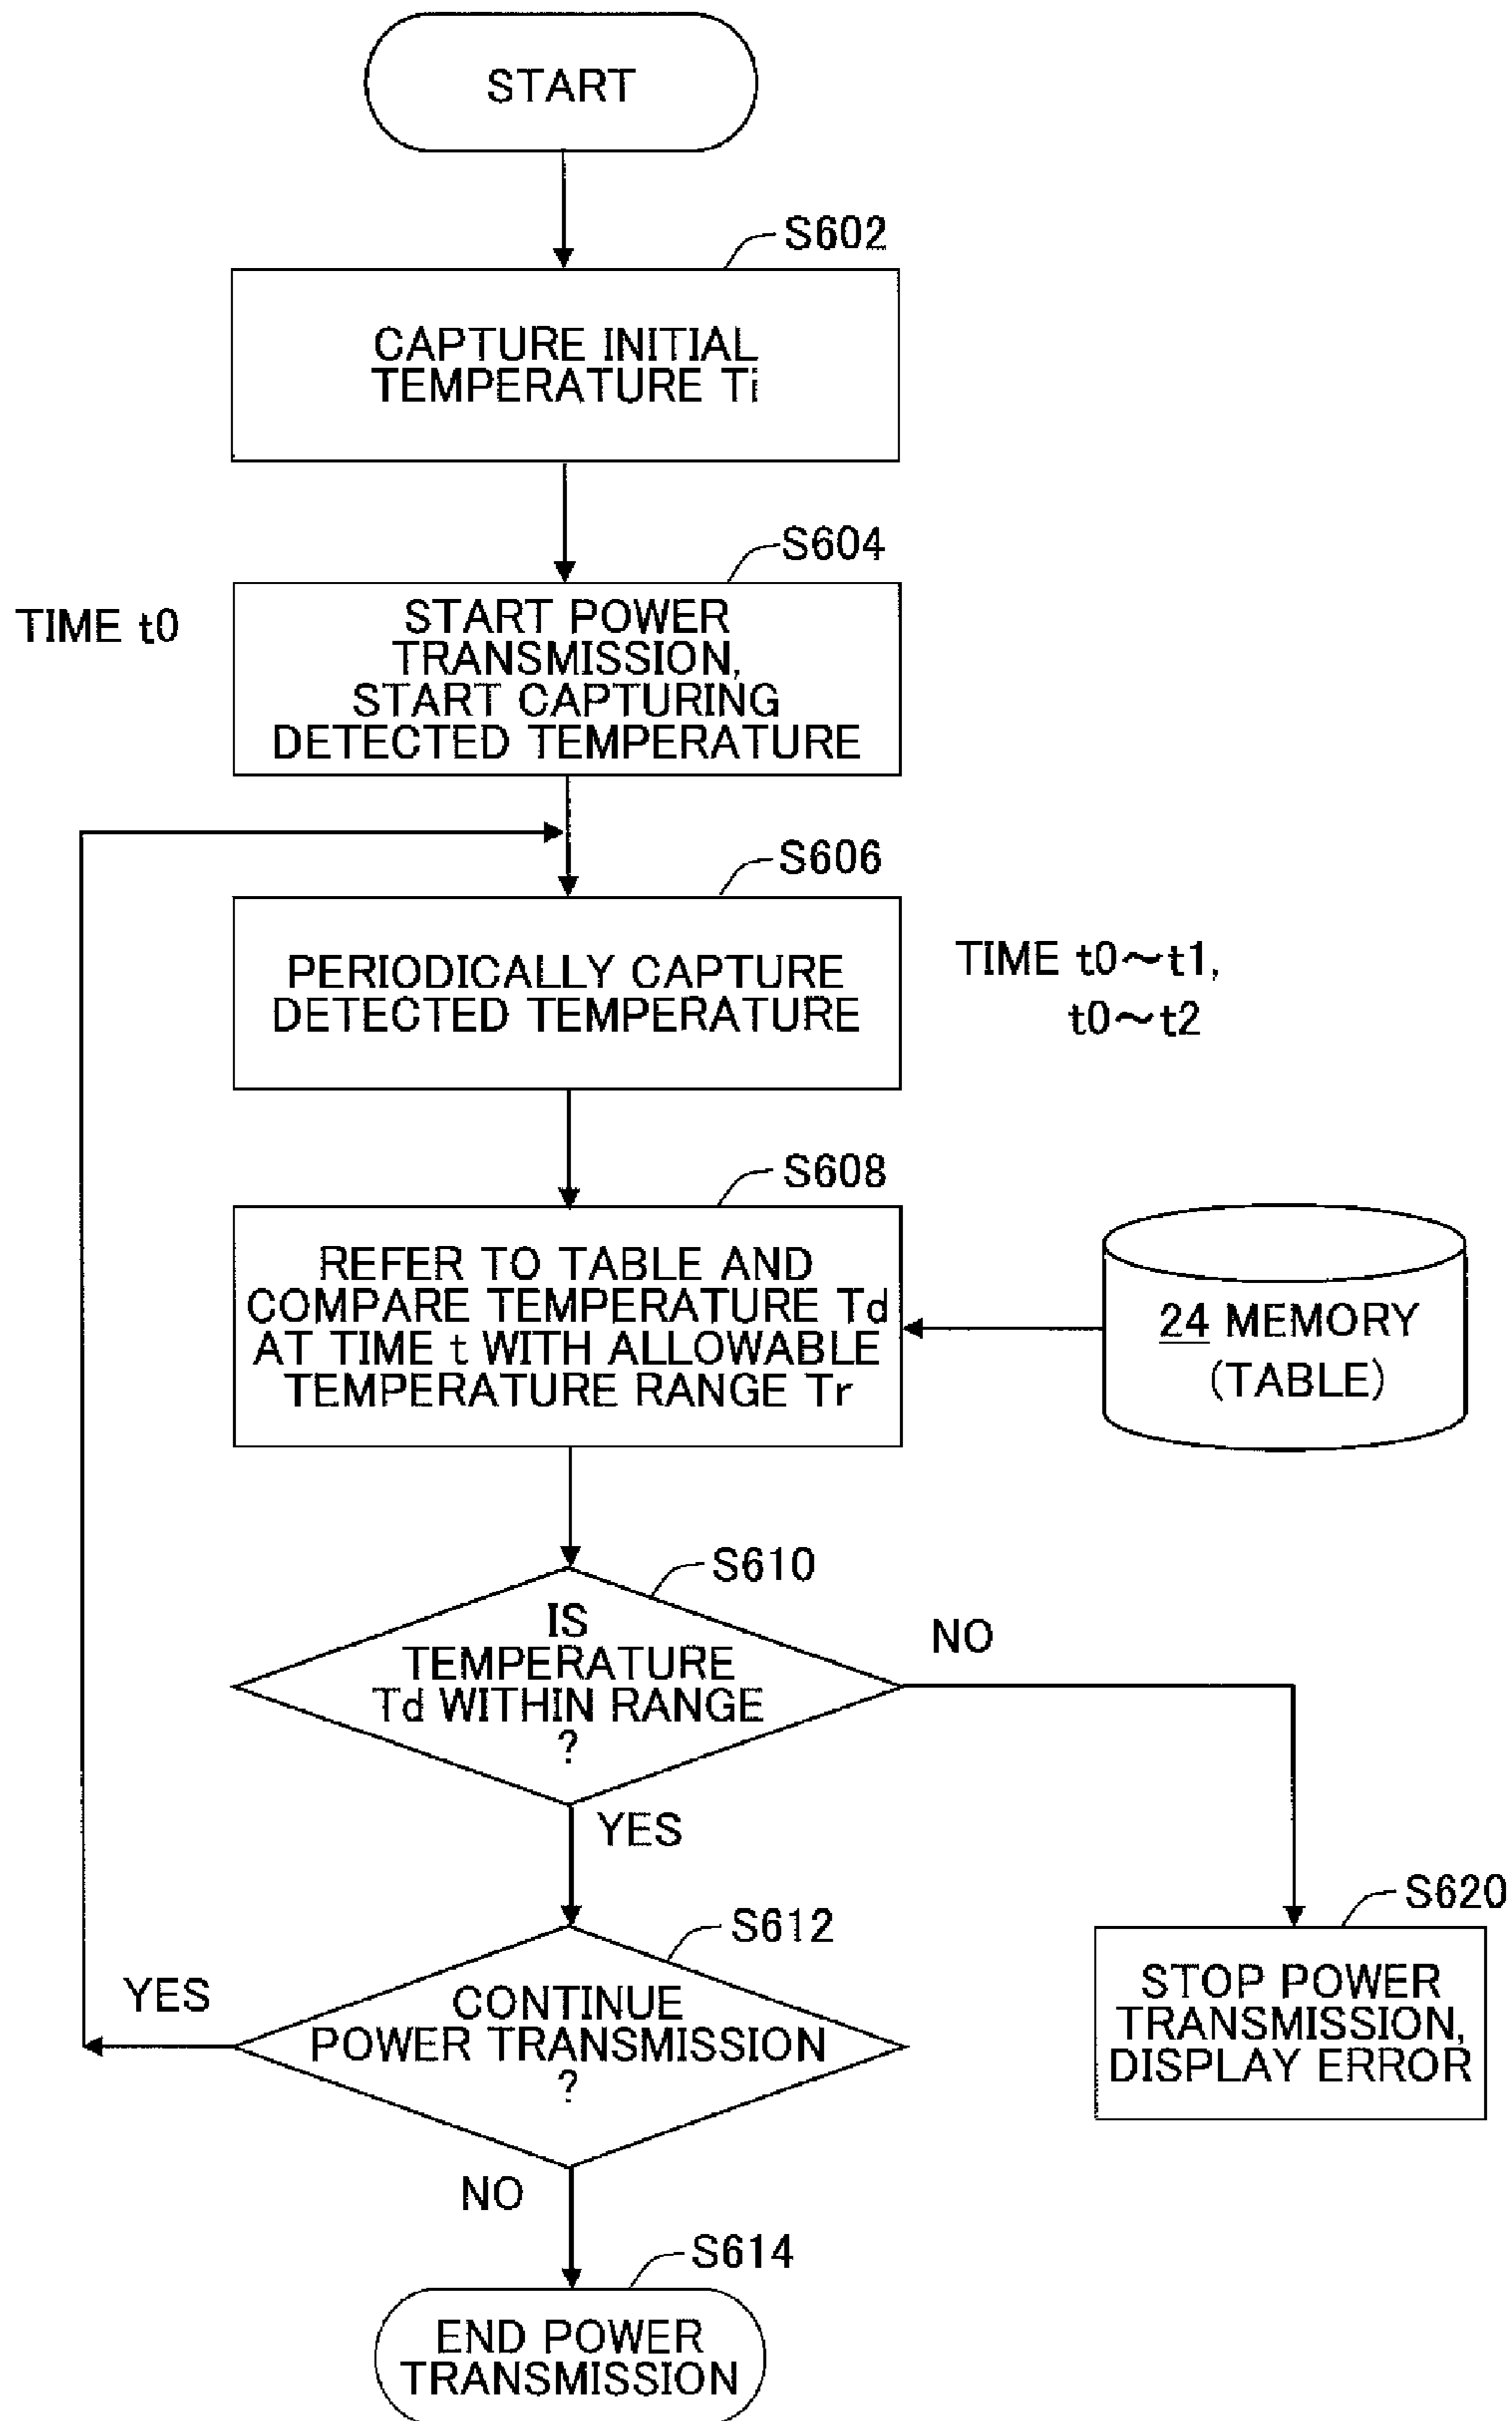 START
S602
CAPTURE INITIAL
TEMPERATURE Ti
S604
TIME t0
START POWER
TRANSMISSION,
START CAPTURING
DETECTED TEMPERATURE
S606
PERIODICALLY CAPTURE
DETECTED TEMPERATURE
TIME t0~t1,
t0~t2
S608
REFER TO TABLE AND
COMPARE TEMPERATURE Td
AT TIME t WITH ALLOWABLE
TEMPERATURE RANGE Tr
24 MEMORY
(TABLE)
S610
IS
TEMPERATURE
Td WITHIN RANGE
?
NO
YES
S612
CONTINUE
POWER TRANSMISSION
?
YES
S620
STOP POWER
TRANSMISSION,
DISPLAY ERROR
NO
S614
END POWER
TRANSMISSION